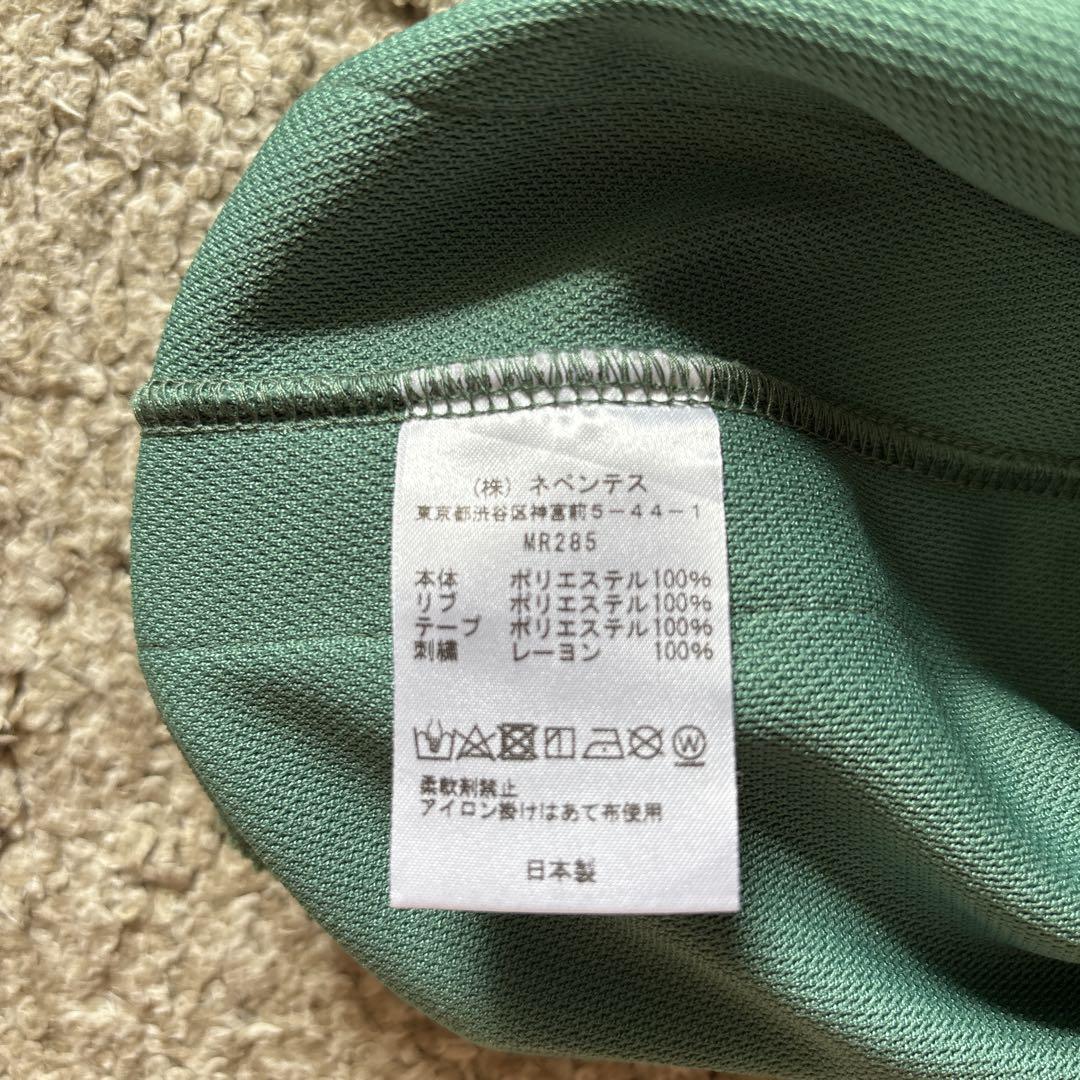 （株）ネペンテス
東京都渋谷区神宮前5－44－1
MR285
本体　ポリエステル100%
リブ　ポリエステル100%
テープ　ポリエステル100%
刺繍　レーヨン　100%
柔軟剤禁止
アイロン掛けはあて布使用
日本製